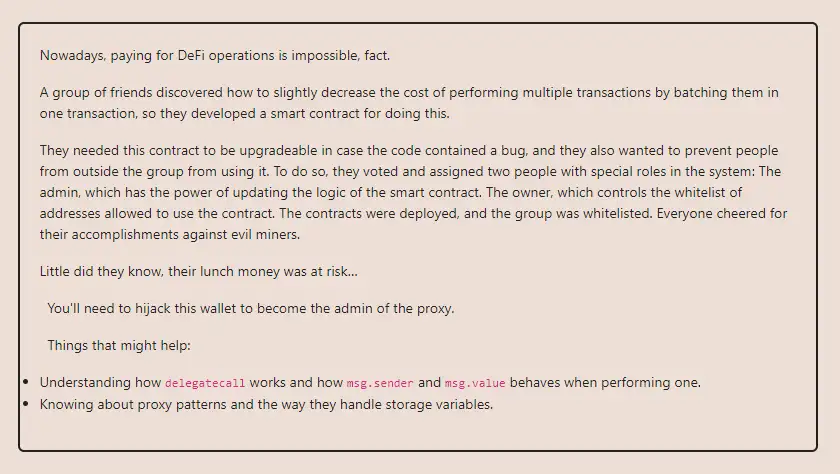 Nowadays, paying for DeFi operations is impossible, fact.
A group of friends discovered how to slightly decrease the cost of performing multiple transactions by batching them in
one transaction, so they developed a smart contract for doing this.
They needed this contract to be upgradeable in case the code contained a bug, and they also wanted to prevent people
from outside the group from using it. To do so, they voted and assigned two people with special roles in the system: The
admin, which has the power of updating the logic of the smart contract. The owner, which controls the whitelist of
addresses allowed to use the contract. The contracts were deployed, and the group was whitelisted. Everyone cheered for
their accomplishments against evil miners.
Little did they know, their lunch money was at risk...
You'll need to hijack this wallet to become the admin of the proxy.
Things that might help:
• Understanding how delegatecall works and how msg.sender and msg.value behaves when performing one.
• Knowing about proxy patterns and the way they handle storage variables.